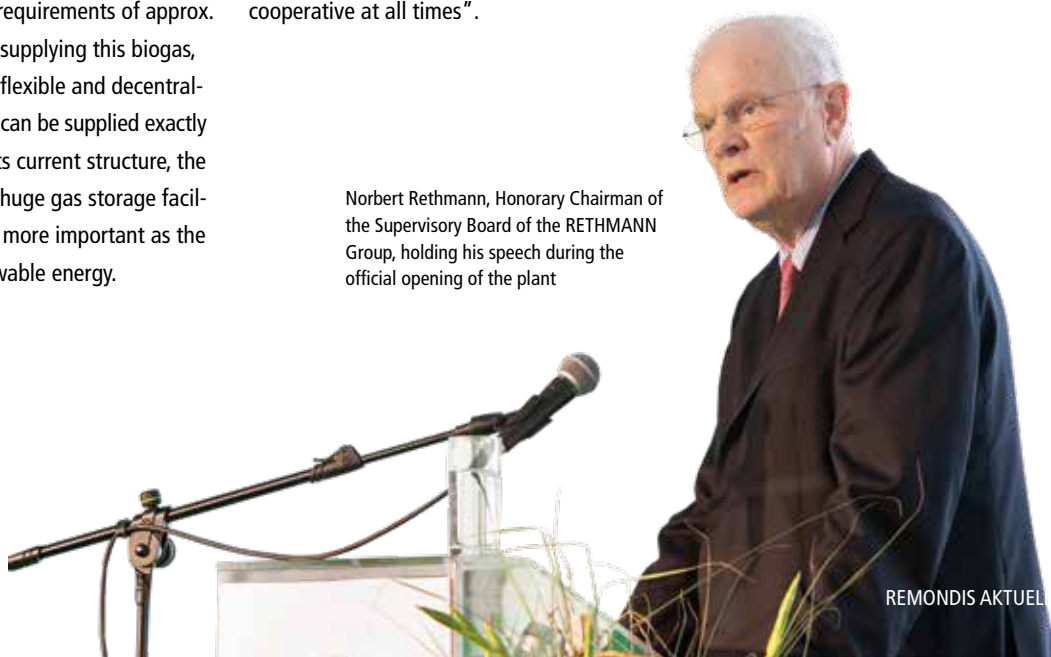 requirements of approx.
supplying this biogas,
flexible and decentral-
can be supplied exactly
ts current structure, the
huge gas storage facil-
more important as the
wable energy.
cooperative at all times”.
Norbert Rethmann, Honorary Chairman of
the Supervisory Board of the RETHMANN
Group, holding his speech during the
official opening of the plant
REMONDIS AKTUEL